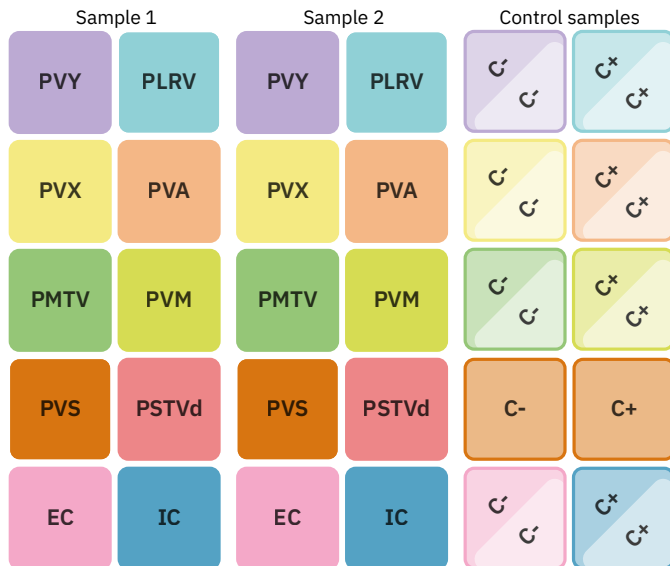 Sample 1 Sample 2 Control samples
C- C+
PVY PLRV PVY PLRV
C- C+
C- C+
PVX PVA PVX PVA
C- C+
C- C+
PMTV PVM PMTV PVM
C- C+
PVS PSTVd PVS PSTVd C- C+
C- C+
EC IC EC IC
C- C+